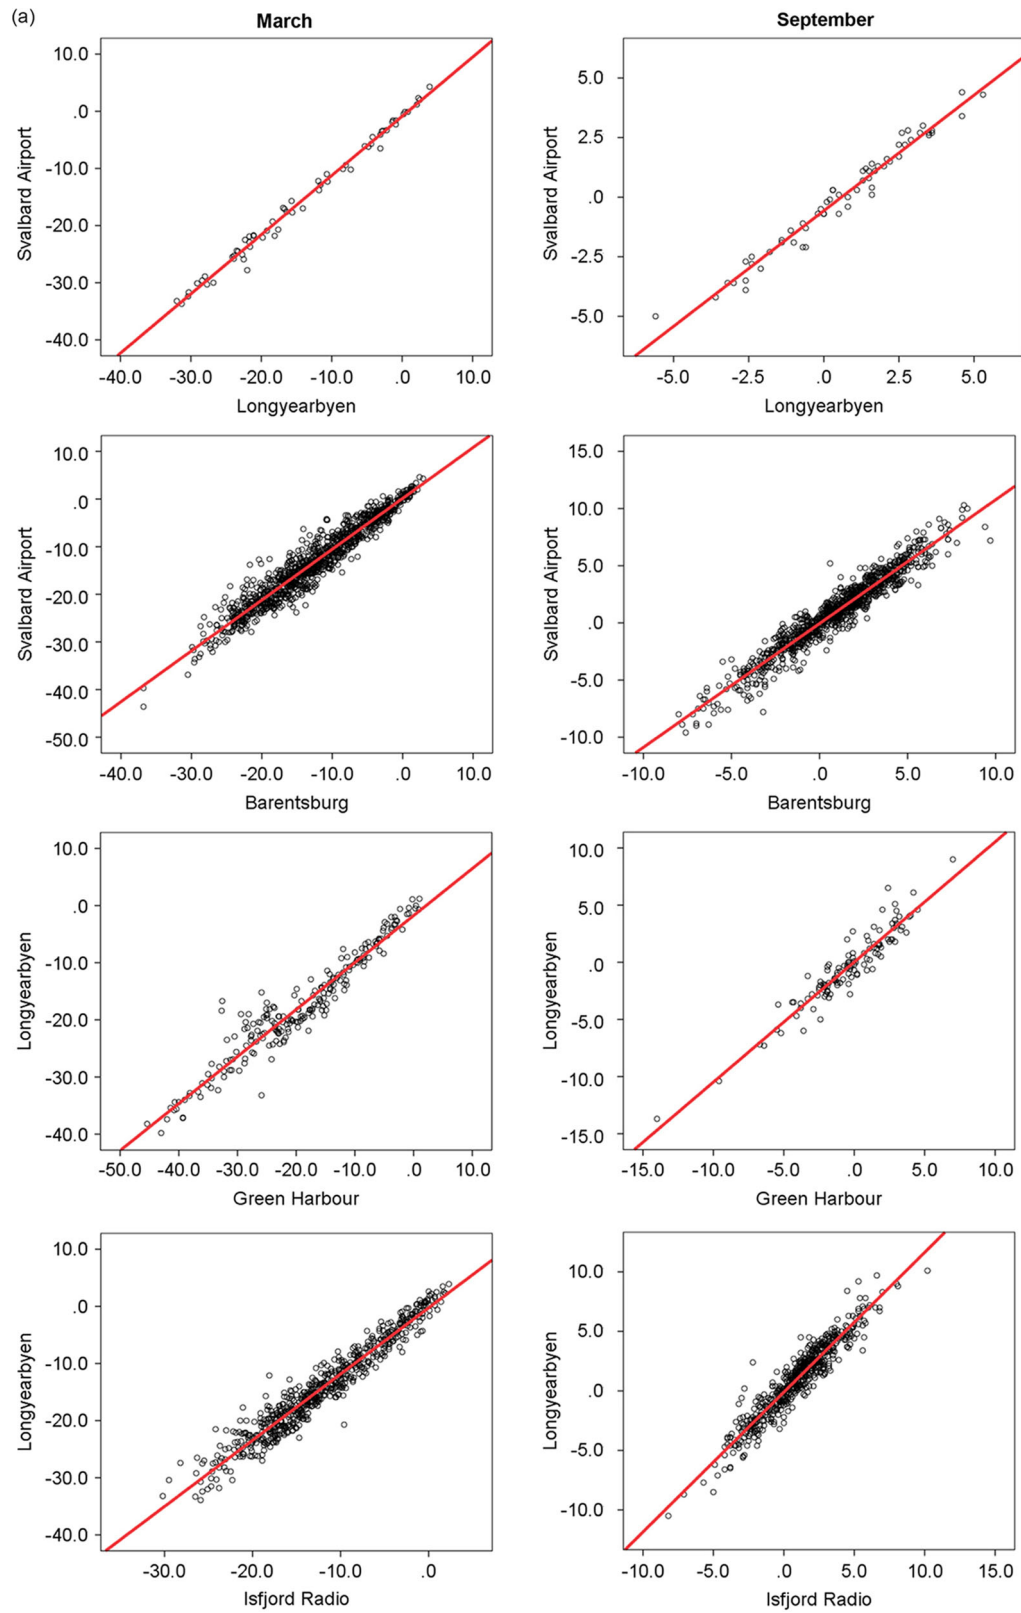 (a)
March
September
10.0
.0
-10.0
-20.0
-30.0
-40.0
Svalbard Airport
-40.0 -30.0 -20.0 -10.0 .0 10.0
Longyearbyen
5.0
2.5
.0
-2.5
-5.0
Svalbard Airport
-5.0 -2.5 .0 2.5 5.0
Longyearbyen
10.0
.0
-10.0
-20.0
-30.0
-40.0
-50.0
Svalbard Airport
-40.0 -30.0 -20.0 -10.0 .0 10.0
Barentsburg
15.0
10.0
5.0
.0
-5.0
-10.0
Svalbard Airport
-10.0 -5.0 .0 5.0 10.0
Barentsburg
10.0
.0
-10.0
-20.0
-30.0
-40.0
Longyearbyen
-50.0 -40.0 -30.0 -20.0 -10.0 .0 10.0
Green Harbour
10.0
5.0
.0
-5.0
-10.0
-15.0
Longyearbyen
-15.0 -10.0 -5.0 .0 5.0 10.0
Green Harbour
10.0
.0
-10.0
-20.0
-30.0
-40.0
Longyearbyen
-30.0 -20.0 -10.0 .0
Isfjord Radio
10.0
5.0
.0
-5.0
-10.0
Longyearbyen
-10.0 -5.0 .0 5.0 10.0 15.0
Isfjord Radio